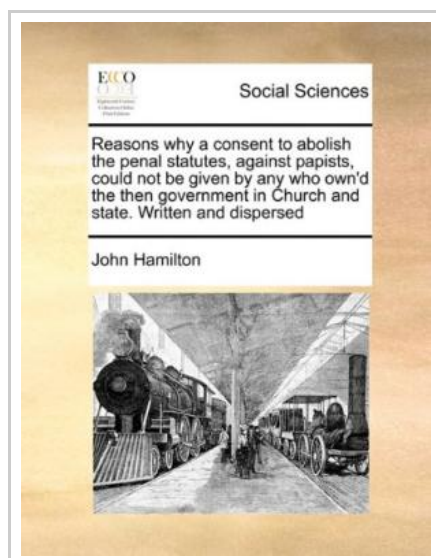 ECCO
Social Sciences
Reasons why a consent to abolish
the penal statutes, against papists,
could not be given by any who own'd
the then government in Church and
state. Written and dispersed
John Hamilton